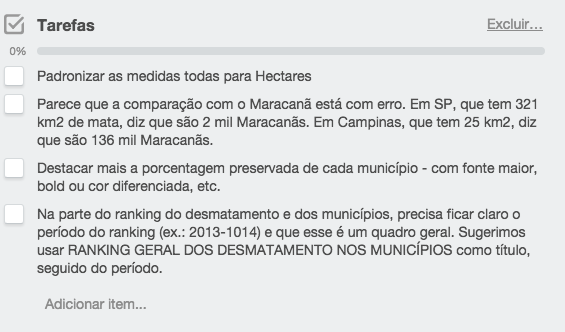 Tarefas
Excluir...
0%
Padronizar as medidas todas para Hectares
Parece que a comparação com o Maracanã está com erro. Em SP, que tem 321
km2 de mata, diz que são 2 mil Maracanãs. Em Campinas, que tem 25 km2, diz
que são 136 mil Maracanãs.
Destacar mais a porcentagem preservada de cada município - com fonte maior,
bold ou cor diferenciada, etc.
Na parte do ranking do desmatamento e dos municípios, precisa ficar claro o
período do ranking (ex.: 2013-1014) e que esse é um quadro geral. Sugerimos
usar RANKING GERAL DOS DESMATAMENTO NOS MUNICÍPIOS como título,
seguido do período.
Adicionar item...